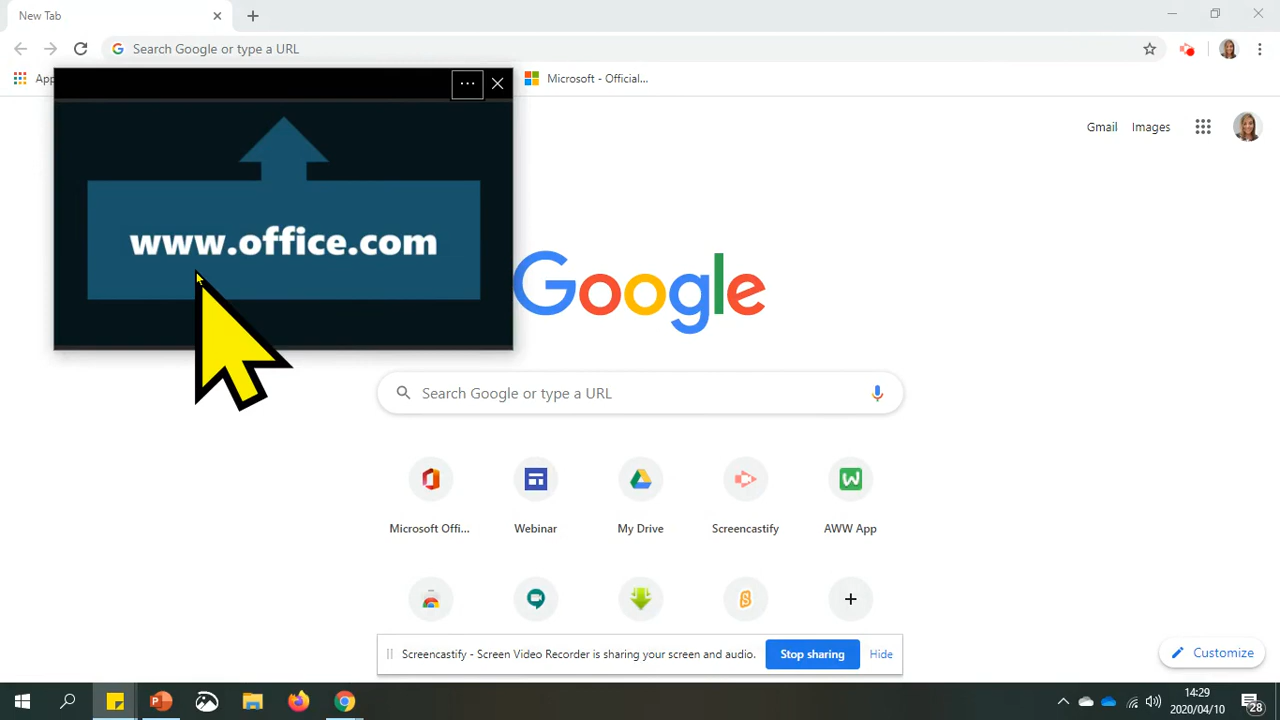 New Tab
Search Google or type a URL
App
Microsoft - Official...
www.office.com
Gmail
Images
Google
Search Google or type a URL
Microsoft Offi...
Webinar
My Drive
Screencastify
AWW App
Screencastify - Screen Video Recorder is sharing your screen and audio.
Stop sharing
Hide
Customize
14:29
2020/04/10
28